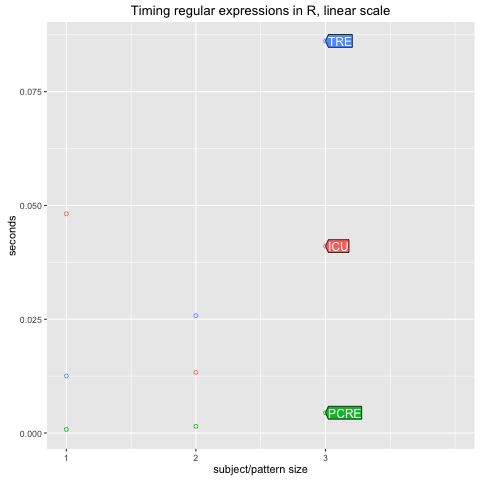 Timing regular expressions in R, linear scale
TRE
0.075
0.050
ICU
0.025
PCRE
0.000
seconds
1 2 3
subject/pattern size